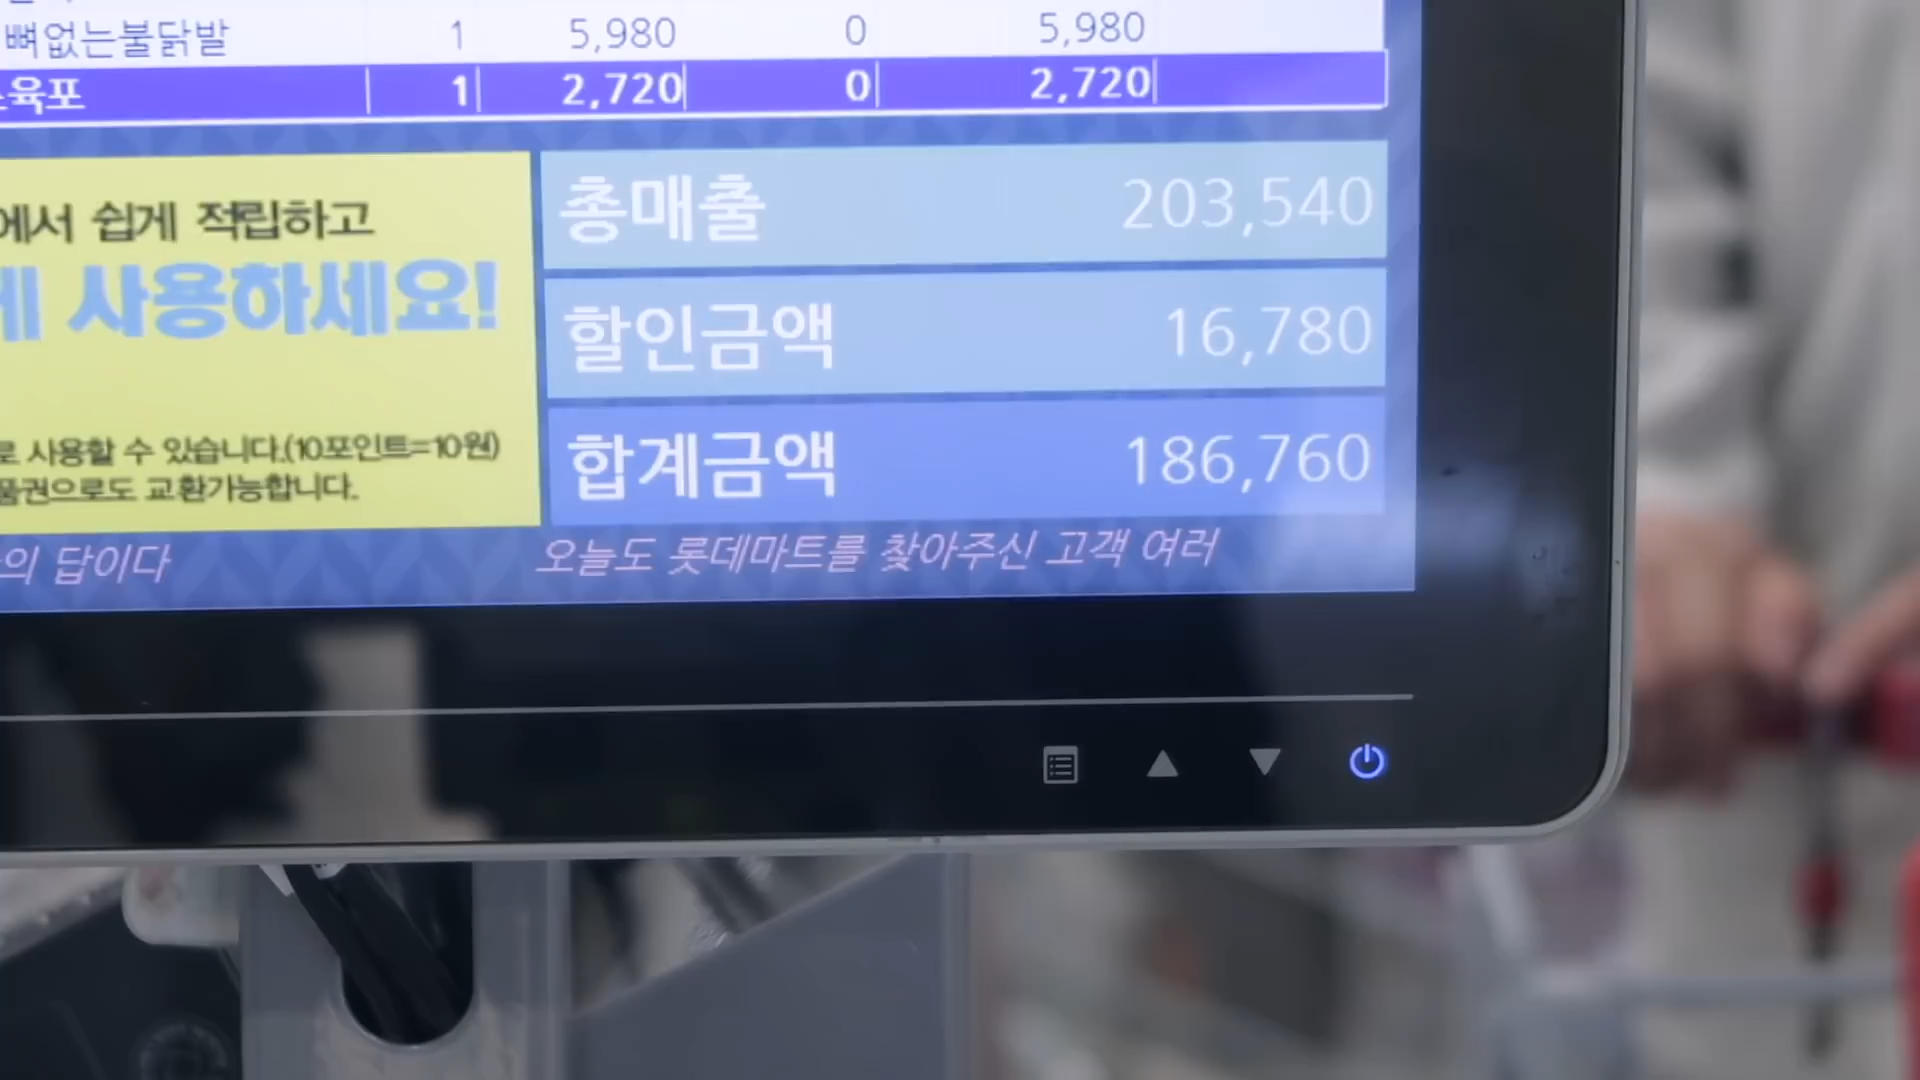 뼈없는불닭발 1 5,980 0 5,980
육포 1 2,720 0 2,720
에서 쉽게 적립하고
게 사용하세요!
로 사용할 수 있습니다.(10포인트=10원)
품권으로도 교환가능합니다.
총매출 203,540
할인금액 16,780
합계금액 186,760
의 답이다
오늘도 롯데마트를 찾아주신 고객 여러